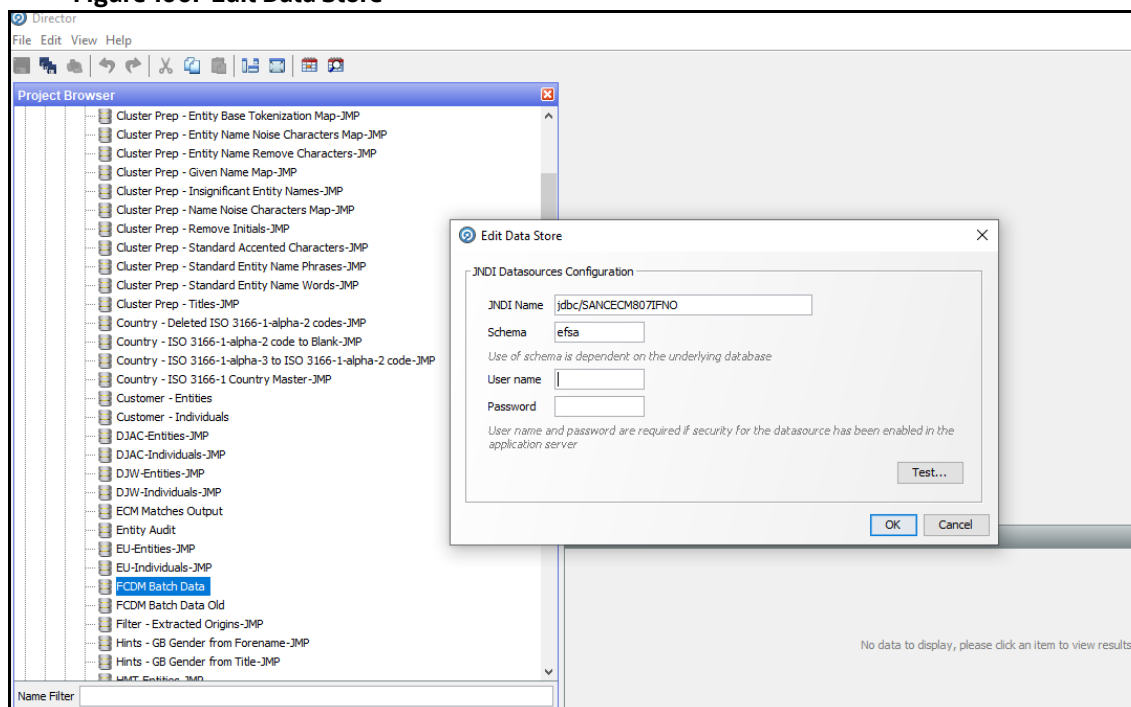 Figure 100: Edit Data Store
Director
File Edit View Help
Project Browser
Cluster Prep - Entity Base Tokenization Map-JMP
Cluster Prep - Entity Name Noise Characters Map-JMP
Cluster Prep - Entity Name Remove Characters-JMP
Cluster Prep - Given Name Map-JMP
Cluster Prep - Insignificant Entity Names-JMP
Cluster Prep - Name Noise Characters Map-JMP
Cluster Prep - Remove Initials-JMP
Cluster Prep - Standard Accented Characters-JMP
Cluster Prep - Standard Entity Name Phrases-JMP
Cluster Prep - Standard Entity Name Words-JMP
Cluster Prep - Titles-JMP
Country - Deleted ISO 3166-1-alpha-2 codes-JMP
Country - ISO 3166-1-alpha-2 code to Blank-JMP
Country - ISO 3166-1-alpha-3 to ISO 3166-1-alpha-2 code-JMP
Country - ISO 3166-1 Country Master-JMP
Customer - Entities
Customer - Individuals
DJAC-Entities-JMP
DJAC-Individuals-JMP
DJW-Entities-JMP
DJW-Individuals-JMP
ECM Matches Output
Entity Audit
EU-Entities-JMP
EU-Individuals-JMP
FCDM Batch Data
FCDM Batch Data Old
Filter - Extracted Origins-JMP
Hints - GB Gender from Forename-JMP
Hints - GB Gender from Title-JMP
HMT Entities JMP
Name Filter
Edit Data Store
JNDI Datasources Configuration
JNDI Name jdbc/SANCECM807IFNO
Schema efsa
Use of schema is dependent on the underlying database
User name
Password
User name and password are required if security for the datasource has been enabled in the
application server
Test...
OK Cancel
No data to display, please click an item to view results